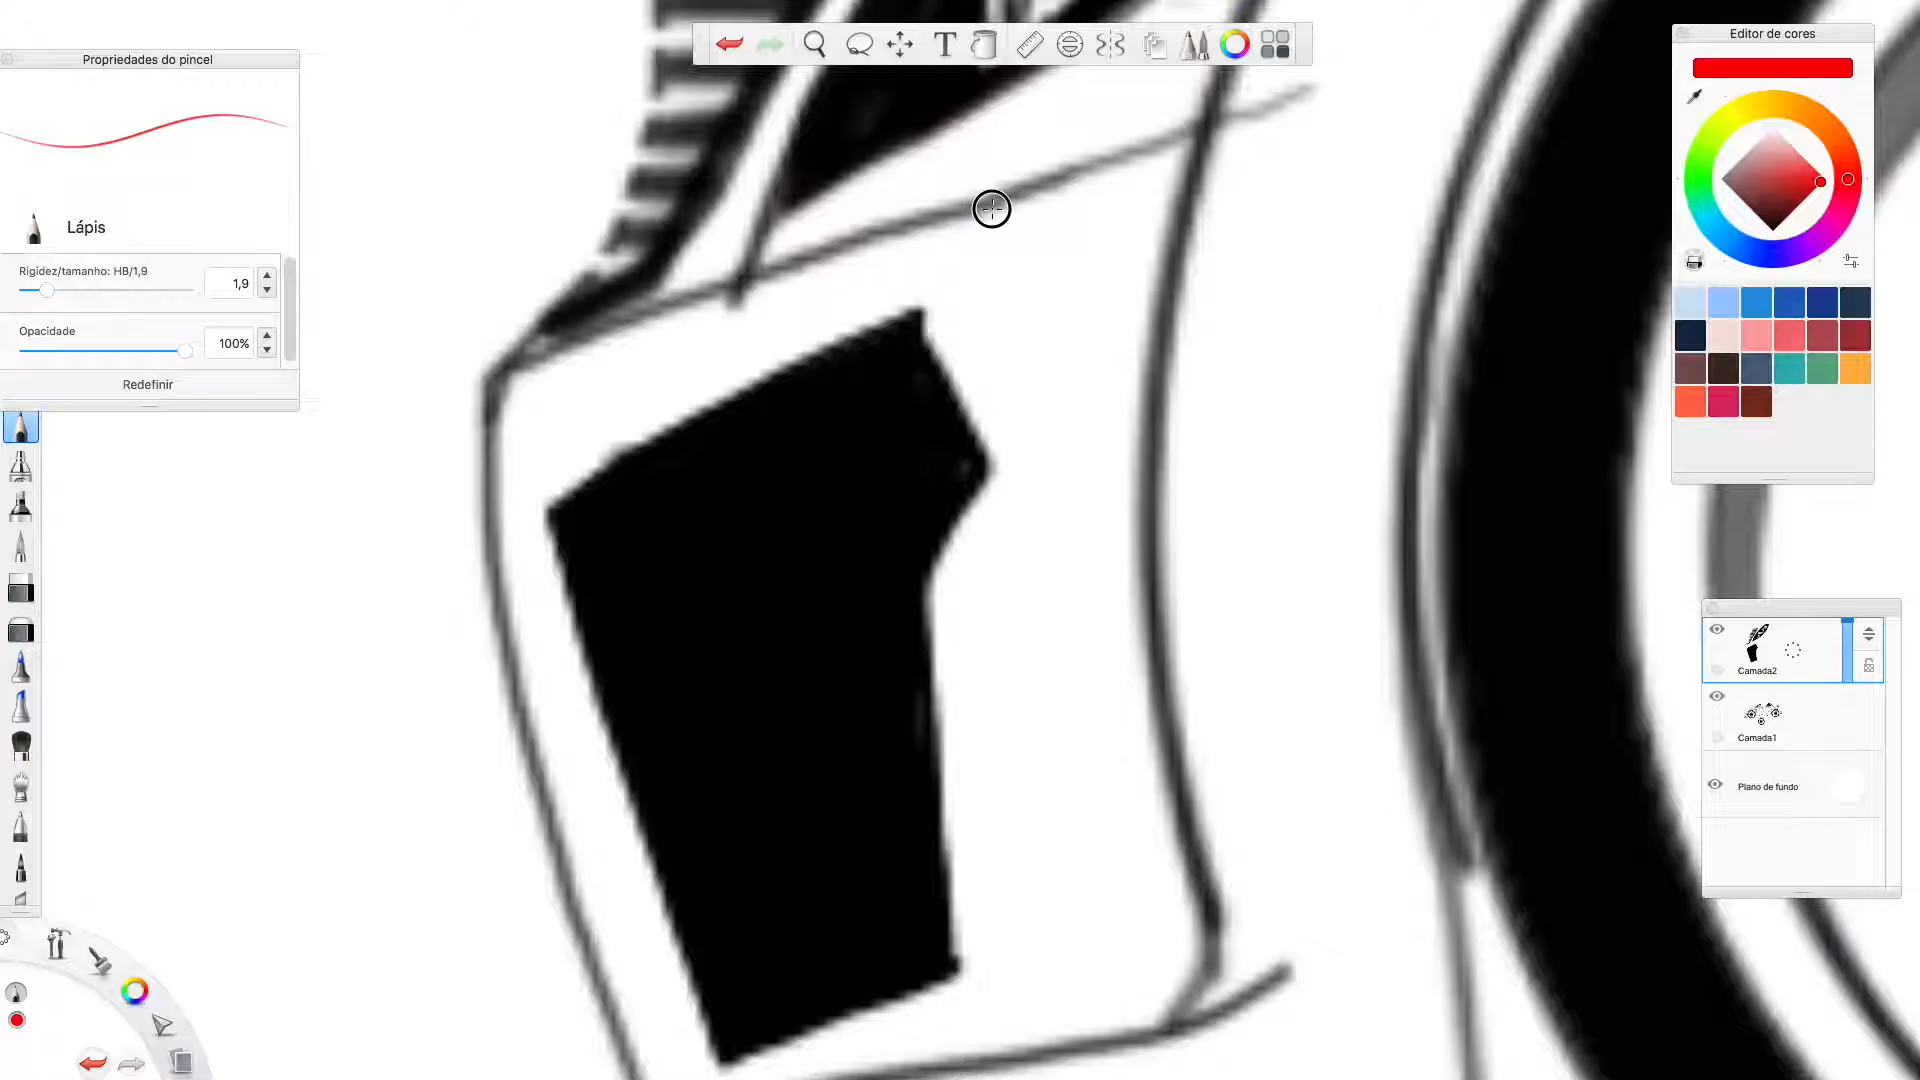 Propriedades do pincel
Lápis
Rigidez/tamanho: HB/1,9
1,9
Opacidade
100%
Redefinir
T
Editor de cores
Camada2
Camada1
Plano de fundo